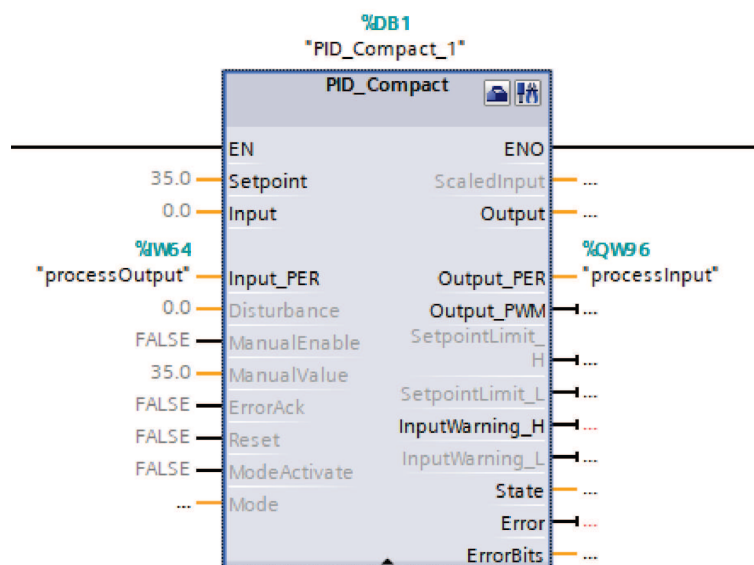 %DB1
"PID_Compact_1"
PID_Compact
EN ENO
35.0 Setpoint ScaledInput ...
0.0 Input Output ...
%IW64 %QW96
"processOutput" Input_PER Output_PER "processInput"
0.0 Disturbance Output_PWM ...
FALSE ManualEnable SetpointLimit_
H ...
35.0 ManualValue
FALSE ErrorAck SetpointLimit_L ...
FALSE Reset InputWarning_H ...
FALSE ModeActivate InputWarning_L ...
... Mode State ...
Error ...
ErrorBits ...